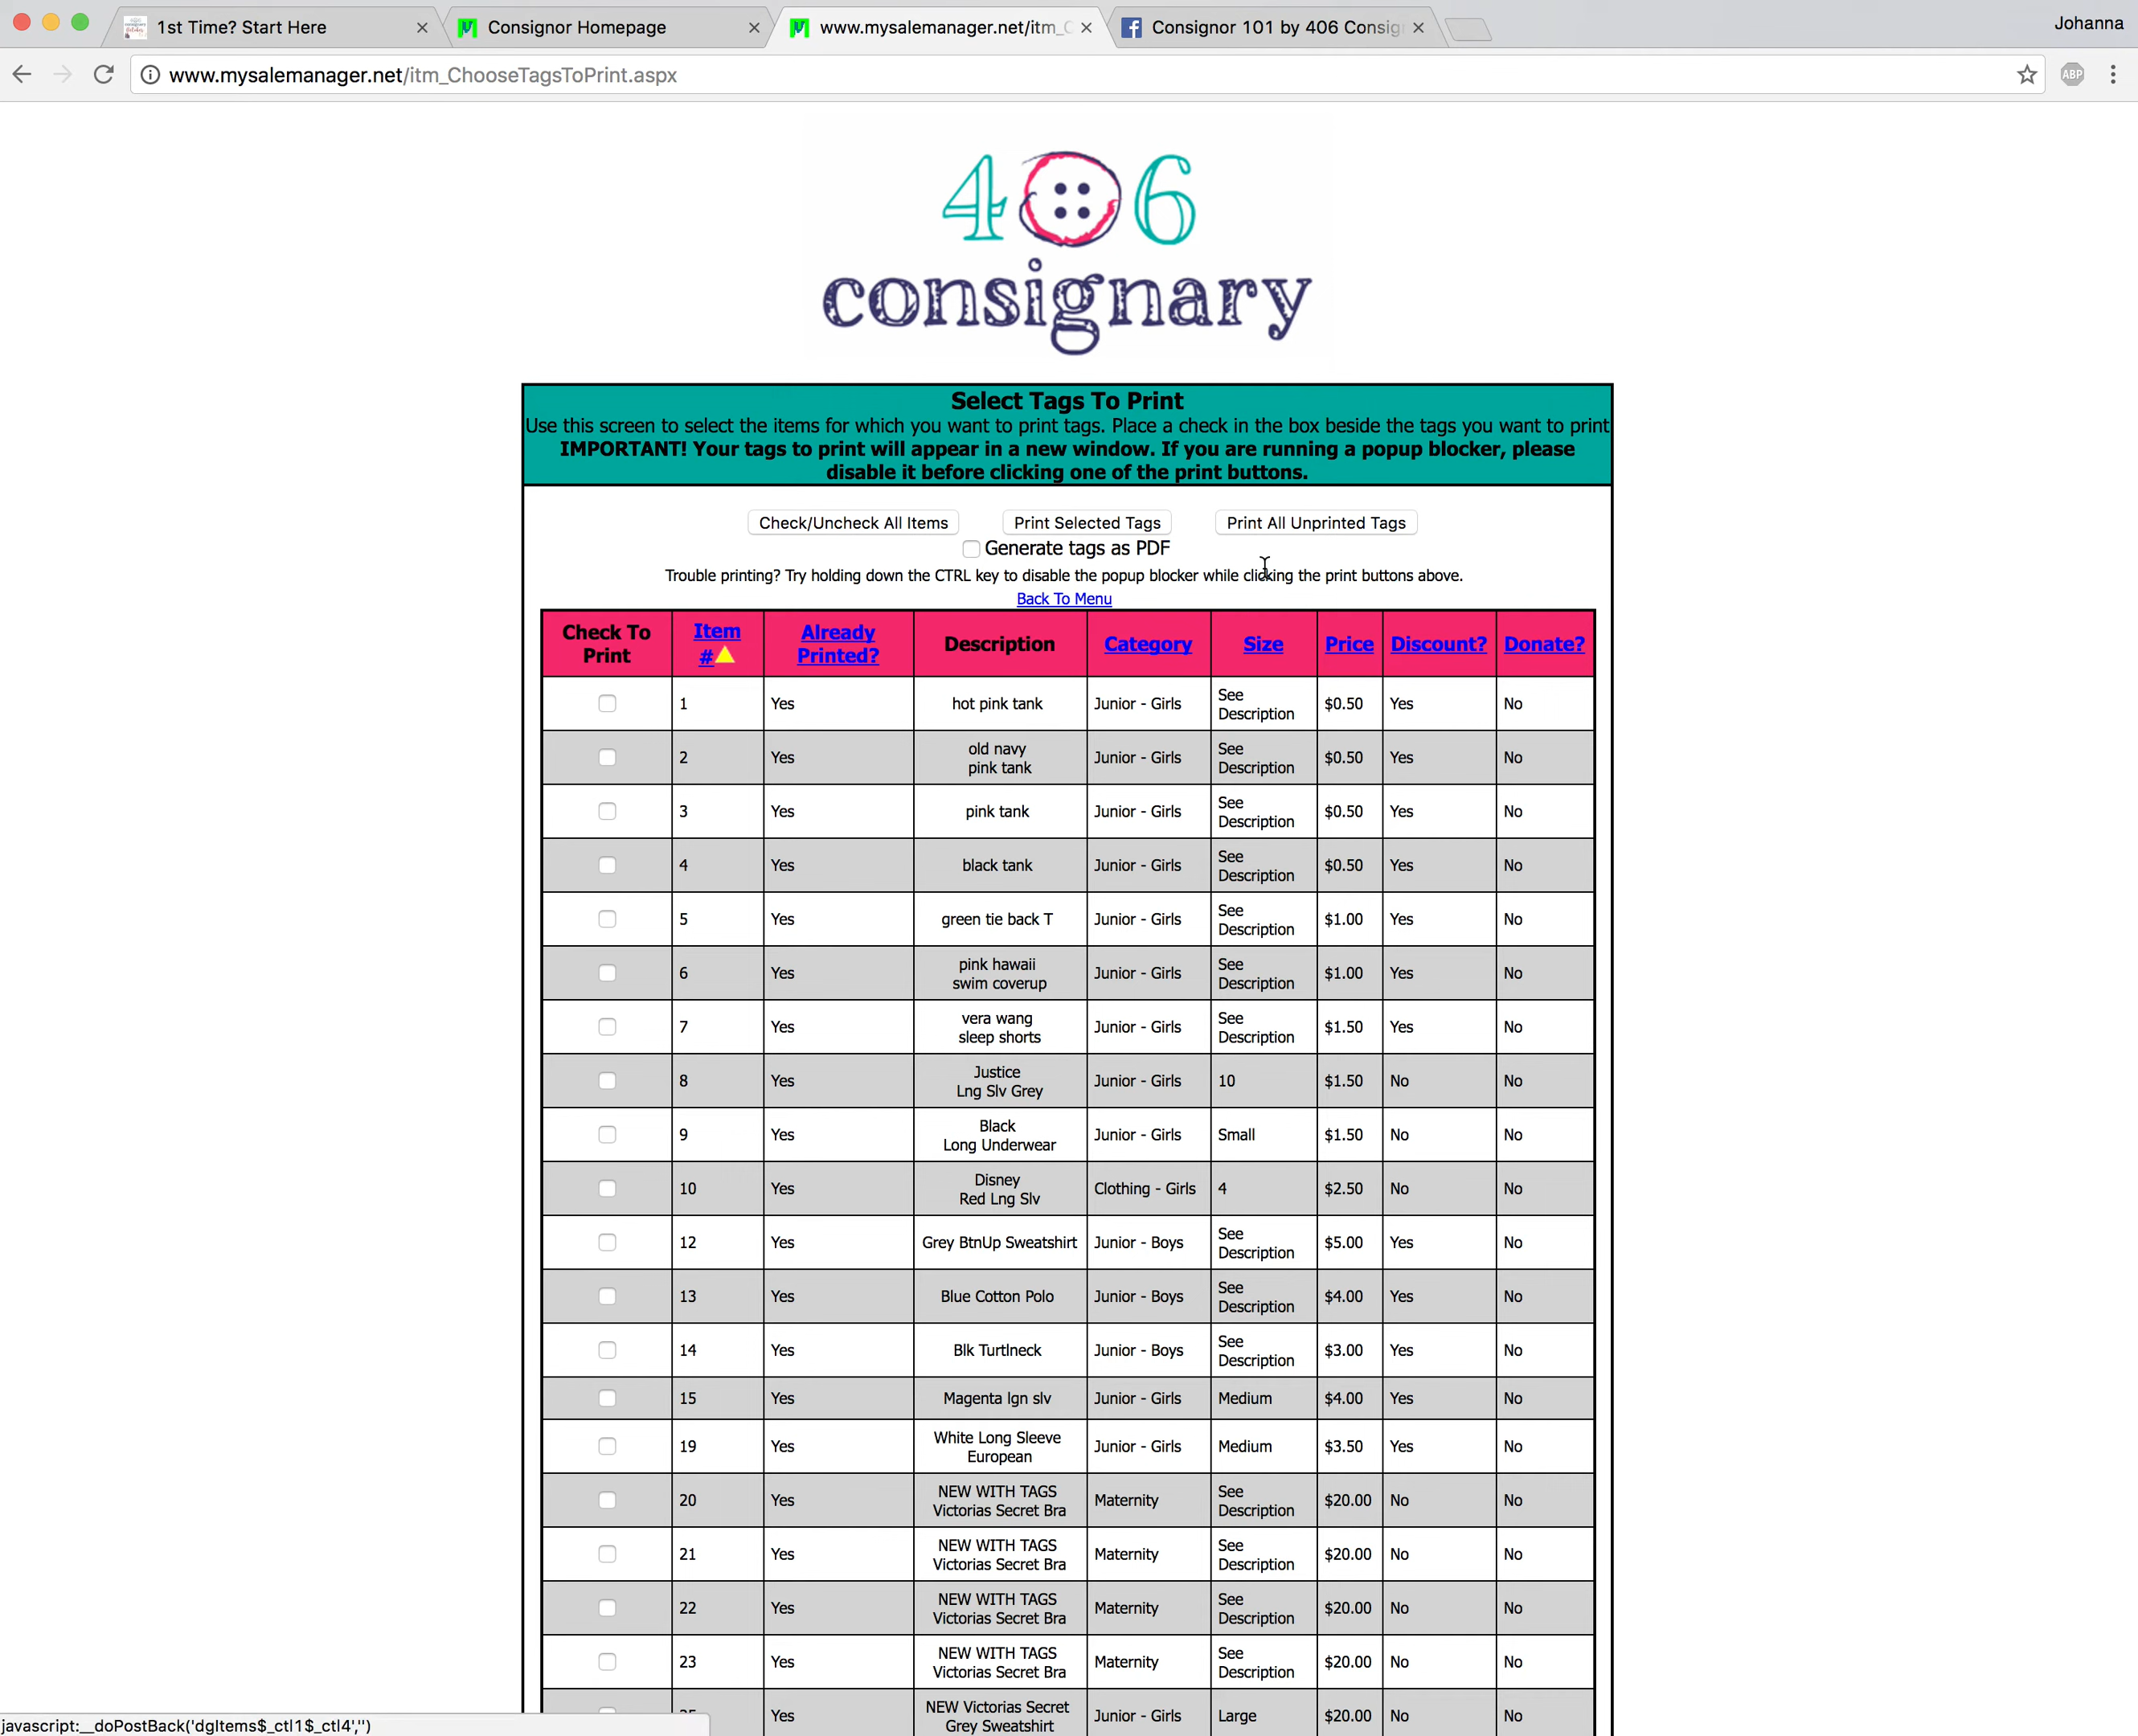 1st Time? Start Here
Consignor Homepage
www.mysalemanager.net/itm_C
Consignor 101 by 406 Consig
Johanna
www.mysalemanager.net/itm_ChooseTagsToPrint.aspx
ABP
406
consignary
Select Tags To Print
Use this screen to select the items for which you want to print tags. Place a check in the box beside the tags you want to print
IMPORTANT! Your tags to print will appear in a new window. If you are running a popup blocker, please
disable it before clicking one of the print buttons.
Check/Uncheck All Items Print Selected Tags Print All Unprinted Tags
Generate tags as PDF
Trouble printing? Try holding down the CTRL key to disable the popup blocker while clicking the print buttons above.
Back To Menu
Check To Print Item # Already Printed? Description Category Size Price Discount? Donate?
1 Yes hot pink tank Junior - Girls See Description $0.50 Yes No
2 Yes old navy pink tank Junior - Girls See Description $0.50 Yes No
3 Yes pink tank Junior - Girls See Description $0.50 Yes No
4 Yes black tank Junior - Girls See Description $0.50 Yes No
5 Yes green tie back T Junior - Girls See Description $1.00 Yes No
6 Yes pink hawaii swim coverup Junior - Girls See Description $1.00 Yes No
7 Yes vera wang sleep shorts Junior - Girls See Description $1.50 Yes No
8 Yes Justice Lng Slv Grey Junior - Girls 10 $1.50 No No
9 Yes Black Long Underwear Junior - Girls Small $1.50 No No
10 Yes Disney Red Lng Slv Clothing - Girls 4 $2.50 No No
12 Yes Grey BtnUp Sweatshirt Junior - Boys See Description $5.00 Yes No
13 Yes Blue Cotton Polo Junior - Boys See Description $4.00 Yes No
14 Yes Blk Turtlneck Junior - Boys See Description $3.00 Yes No
15 Yes Magenta lgn slv Junior - Girls Medium $4.00 Yes No
19 Yes White Long Sleeve European Junior - Girls Medium $3.50 Yes No
20 Yes NEW WITH TAGS Victorias Secret Bra Maternity See Description $20.00 No No
21 Yes NEW WITH TAGS Victorias Secret Bra Maternity See Description $20.00 No No
22 Yes NEW WITH TAGS Victorias Secret Bra Maternity See Description $20.00 No No
23 Yes NEW WITH TAGS Victorias Secret Bra Maternity See Description $20.00 No No
Yes NEW Victorias Secret Grey Sweatshirt Junior - Girls Large $20.00 No No
javascript:__doPostBack('dgItems$_ctl1$_ctl4','')